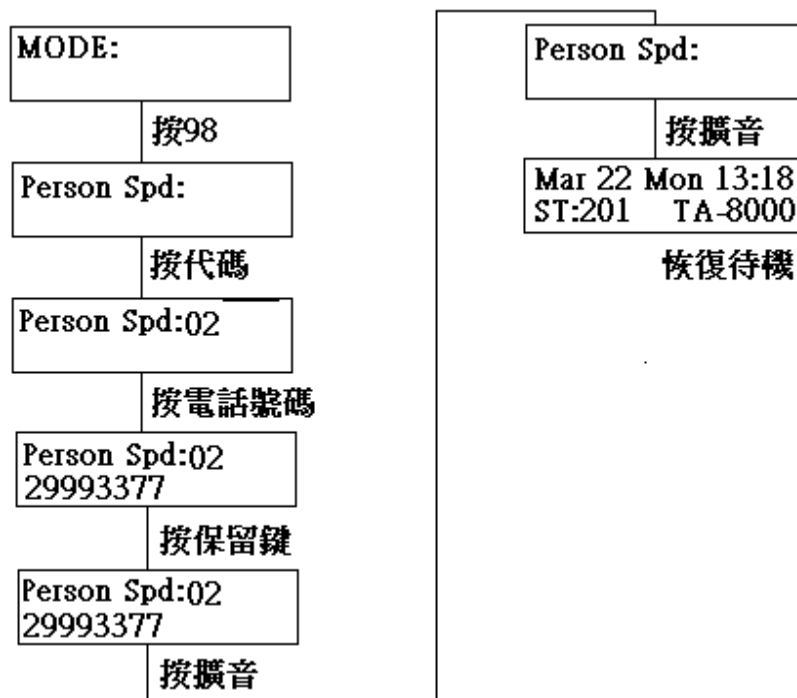 MODE:
按98
Person Spd:
按代碼
Person Spd:02
按電話號碼
Person Spd:02
29993377
按保留鍵
Person Spd:02
29993377
按擴音
Person Spd:
按擴音
Mar 22 Mon 13:18
ST:201 TA-8000
恢復待機